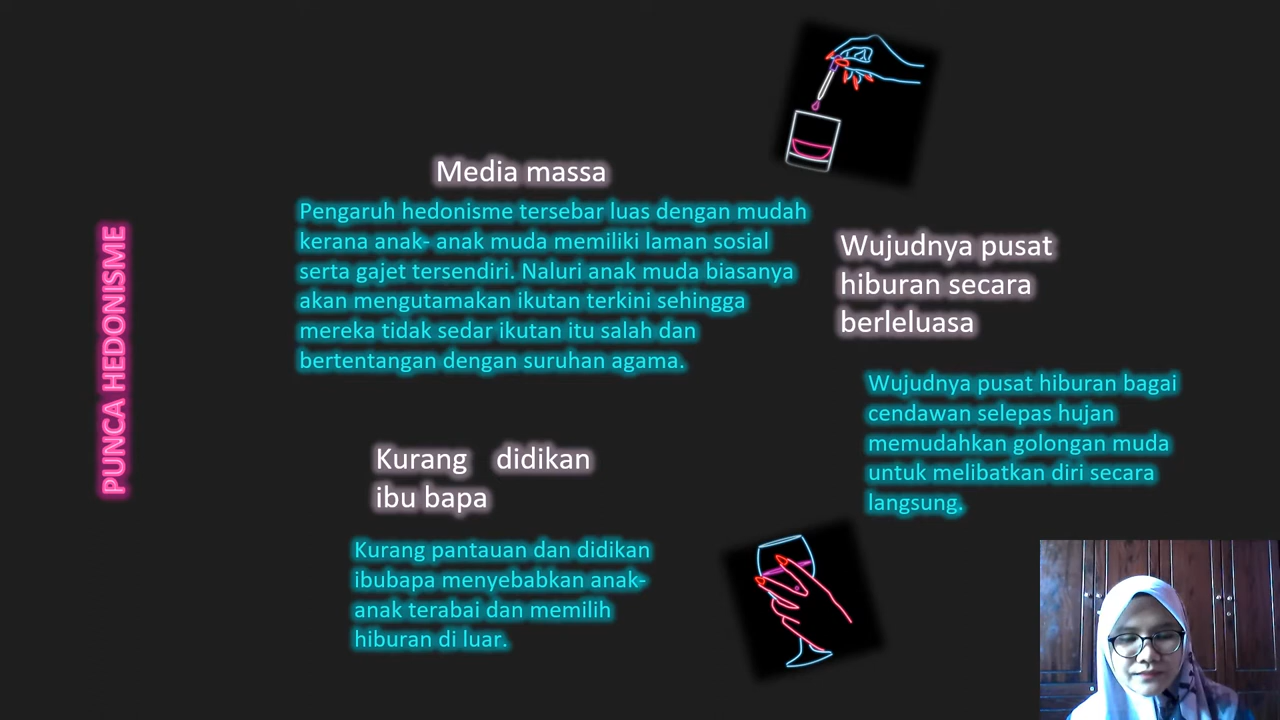 PUNCA HEDONISME
Media massa
Pengaruh hedonisme tersebar luas dengan mudah
kerana anak- anak muda memiliki laman sosial
serta gajet tersendiri. Naluri anak muda biasanya
akan mengutamakan ikutan terkini sehingga
mereka tidak sedar ikutan itu salah dan
bertentangan dengan suruhan agama.
Wujudnya pusat
hiburan secara
berleluasa
Wujudnya pusat hiburan bagai
cendawan selepas hujan
memudahkan golongan muda
untuk melibatkan diri secara
langsung.
Kurang didikan
ibu bapa
Kurang pantauan dan didikan
ibubapa menyebabkan anak-
anak terabai dan memilih
hiburan di luar.